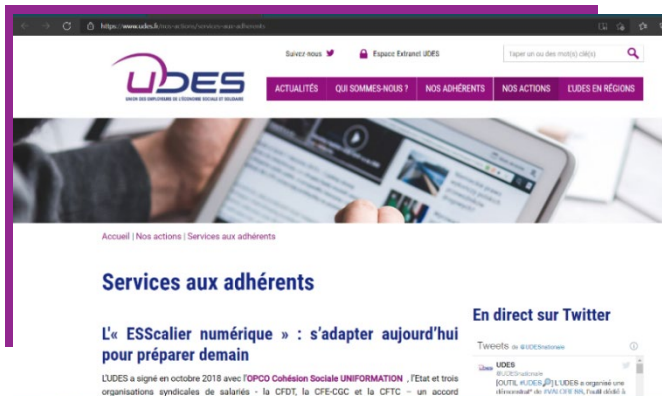 https://www.udes.fr/nos-actions/services-aux-adherents
Suivez-nous
Espace Extranet UDES
Taper un ou des mot(s)-clé(s)
UDES
UNION DES EMPLOYEURS DE L'ÉCONOMIE SOCIALE ET SOLIDAIRE
ACTUALITÉS QUI SOMMES-NOUS ? NOS ADHÉRENTS NOS ACTIONS L'UDES EN RÉGIONS
Accueil | Nos actions | Services aux adhérents
Services aux adhérents
L'« ESScalier numérique » : s'adapter aujourd'hui
pour préparer demain
L'UDES a signé en octobre 2018 avec l'OPCO Cohésion Sociale UNIFORMATION , l'Etat et trois
organisations syndicales de salariés - la CFDT, la CFE-CGC et la CFTC – un accord
En direct sur Twitter
Tweets de @UDESnationale
UDES
@UDESnationale
[OUTIL #UDES L'UDES a organisé une
l'outil dédié à